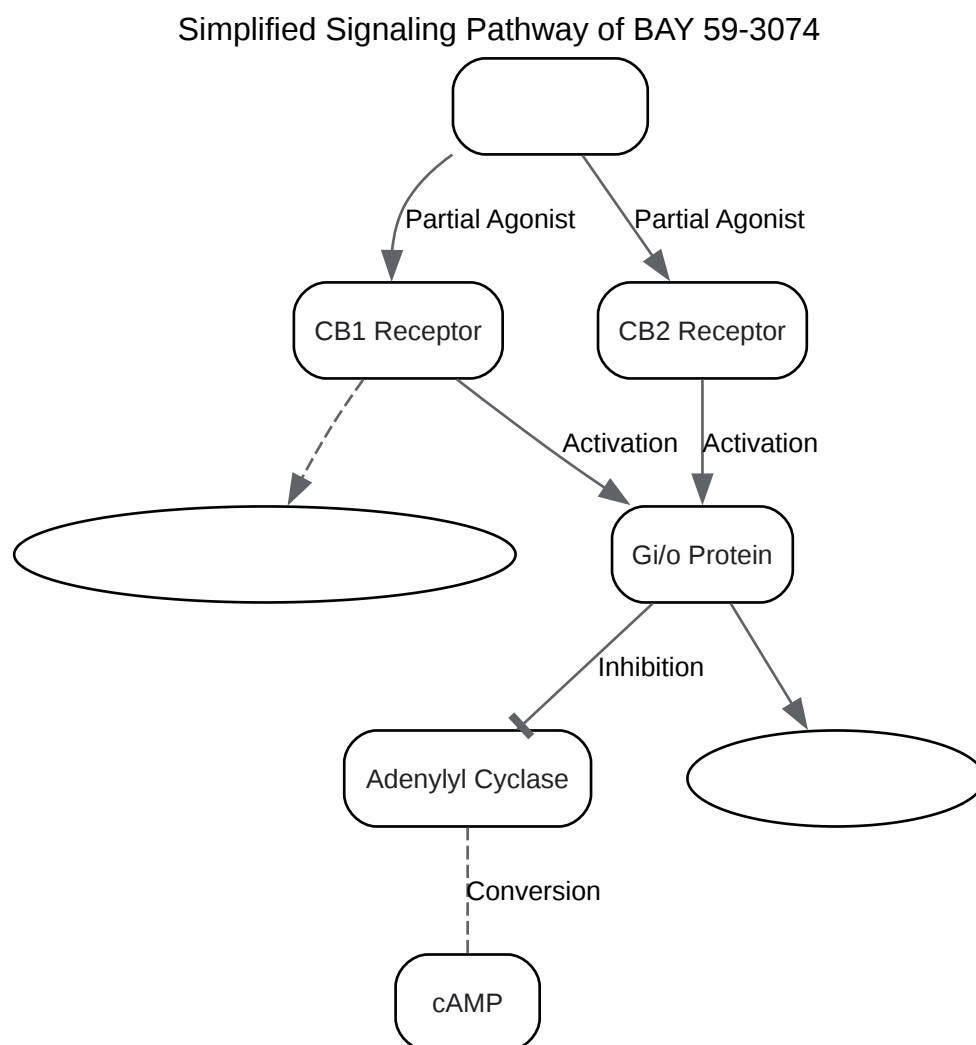 Simplified Signaling Pathway of BAY 59-3074
Partial Agonist
Partial Agonist
CB1 Receptor
CB2 Receptor
Activation
Activation
Gi/o Protein
Inhibition
Adenylyl Cyclase
Conversion
cAMP